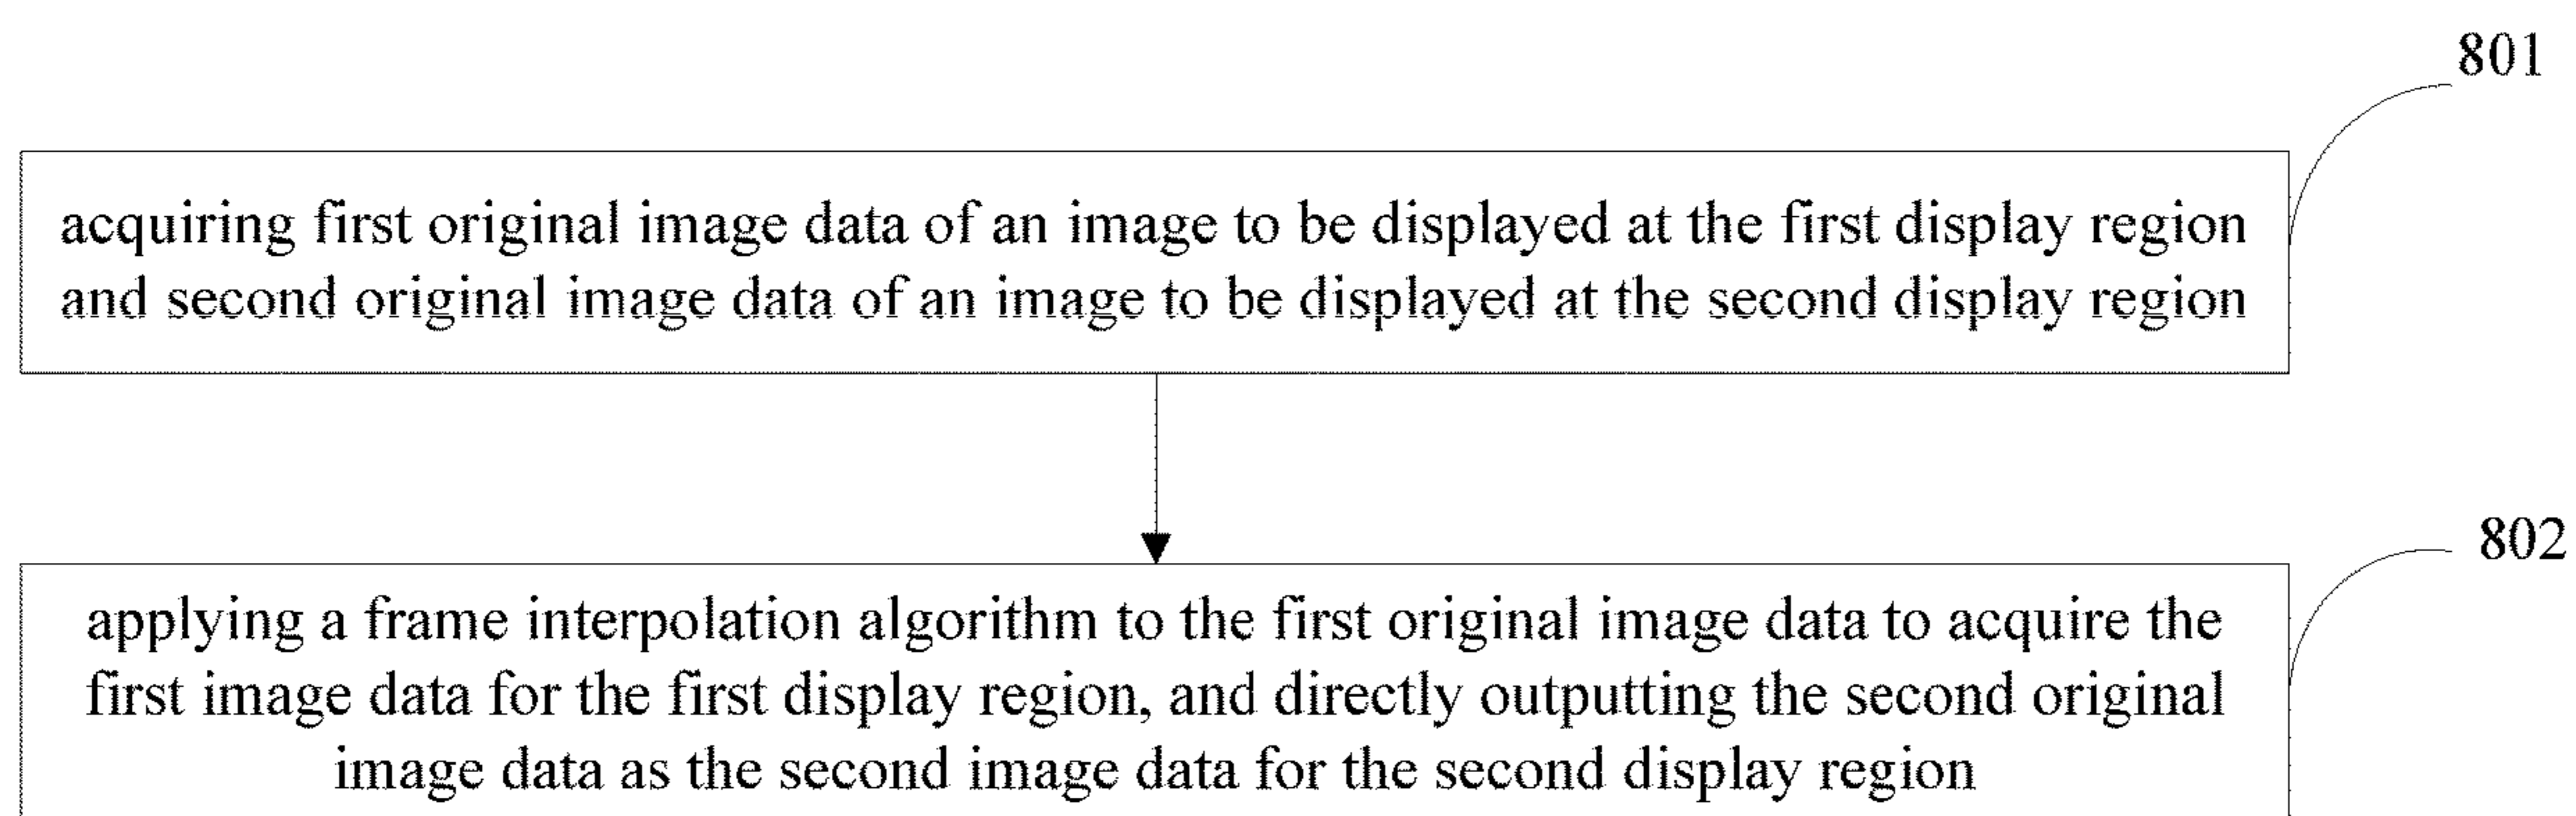 801
acquiring first original image data of an image to be displayed at the first display region
and second original image data of an image to be displayed at the second display region
802
applying a frame interpolation algorithm to the first original image data to acquire the
first image data for the first display region, and directly outputting the second original
image data as the second image data for the second display region